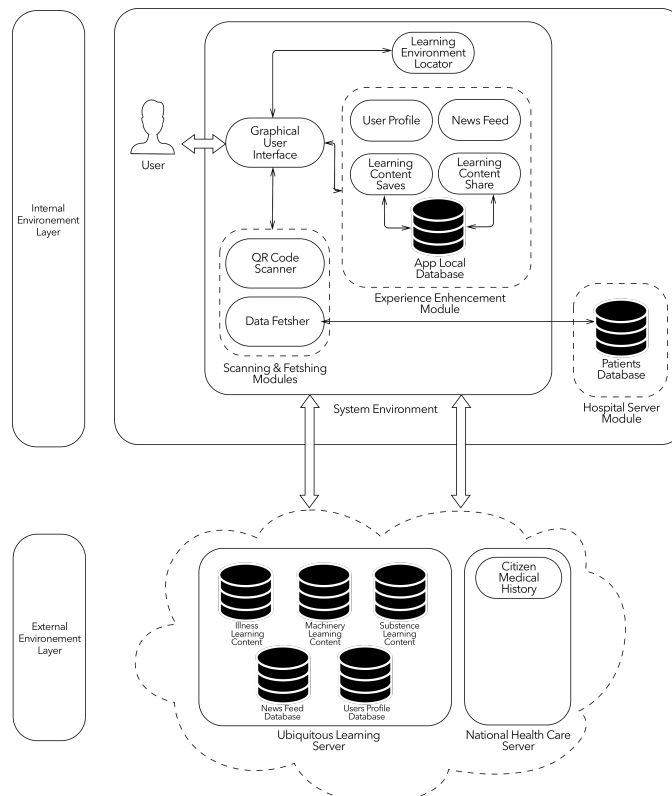 Internal
Environement
Layer
User
Graphical
User
Interface
Learning
Environment
Locator
User Profile
News Feed
Learning
Content
Saves
Learning
Content
Share
App Local
Database
Experience Enhencement
Module
QR Code
Scanner
Data Fetsher
Scanning & Fetshing
Modules
System Environment
Patients
Database
Hospital Server
Module
External
Environement
Layer
Illness
Learning
Content
Machinery
Learning
Content
Substence
Learning
Content
News Feed
Database
Users Profile
Database
Ubiquitous Learning
Server
Citizen
Medical
History
National Health Care
Server